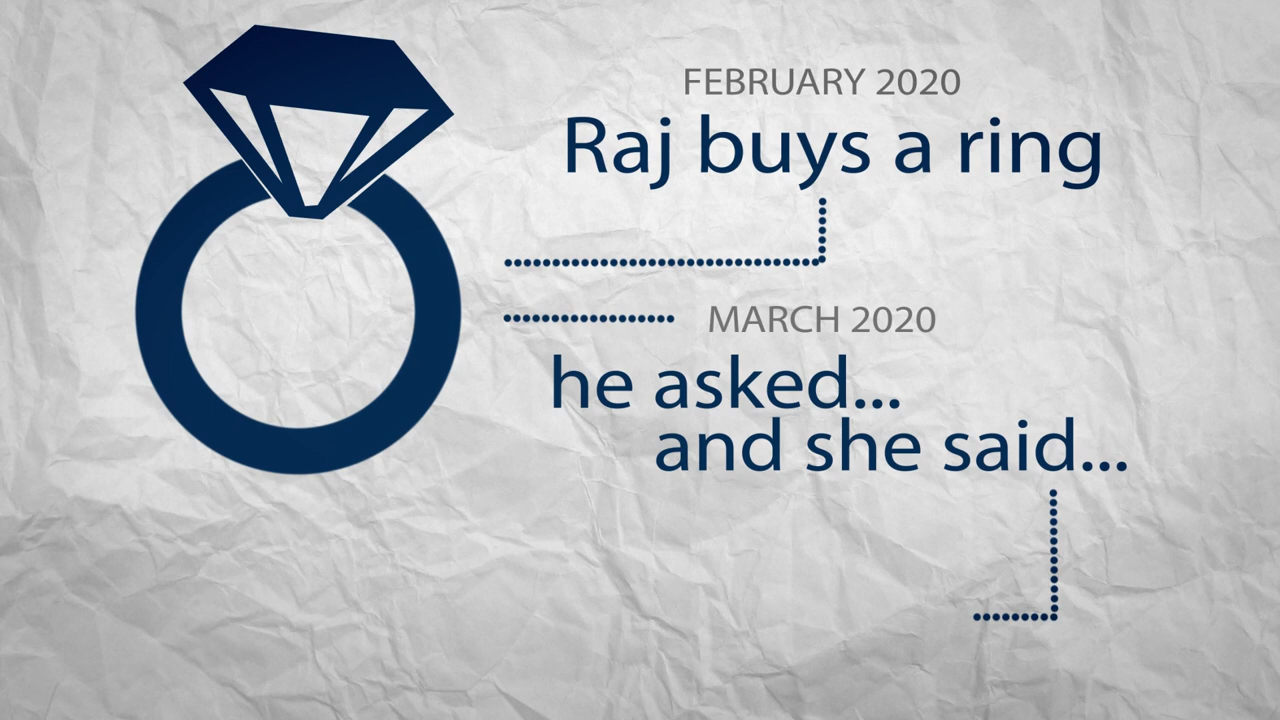 FEBRUARY 2020
Raj buys a ring
MARCH 2020
he asked...
and she said...